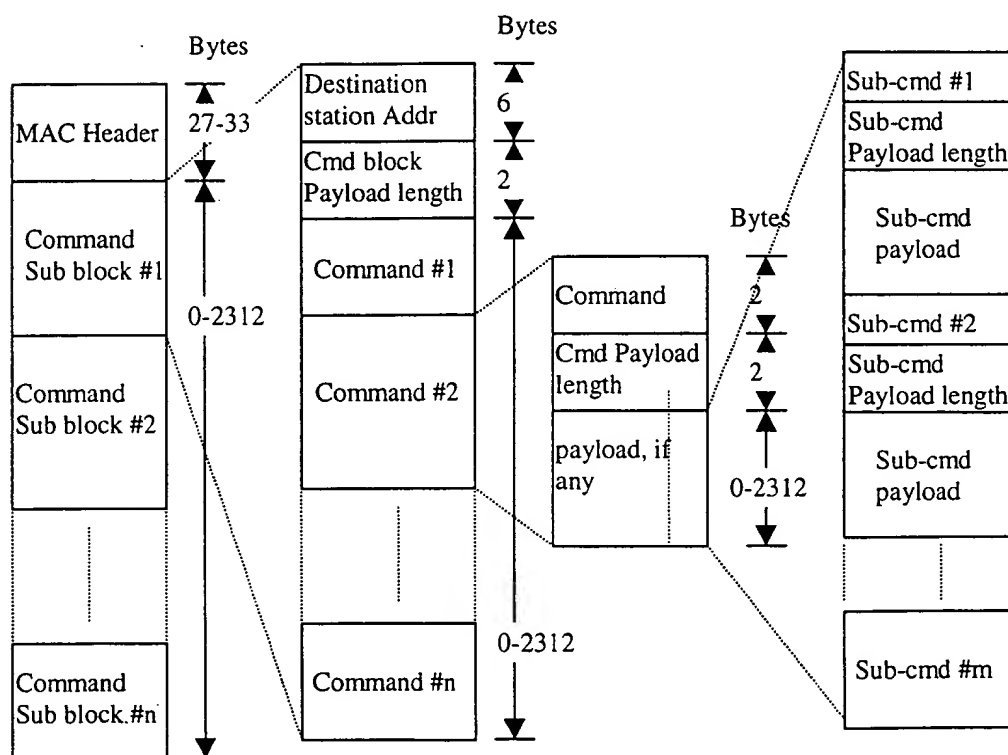 Bytes
MAC Header
27-33
Command
Sub block #1
0-2312
Command
Sub block #2
Command
Sub block.#n
Bytes
Destination
station Addr
6
Cmd block
Payload length
2
Command #1
Command #2
0-2312
Command #n
Bytes
Command
2
Cmd Payload
length
2
payload, if
any
0-2312
Sub-cmd #1
Sub-cmd
Payload length
Sub-cmd
payload
Sub-cmd #2
Sub-cmd
Payload length
Sub-cmd
payload
Sub-cmd #m